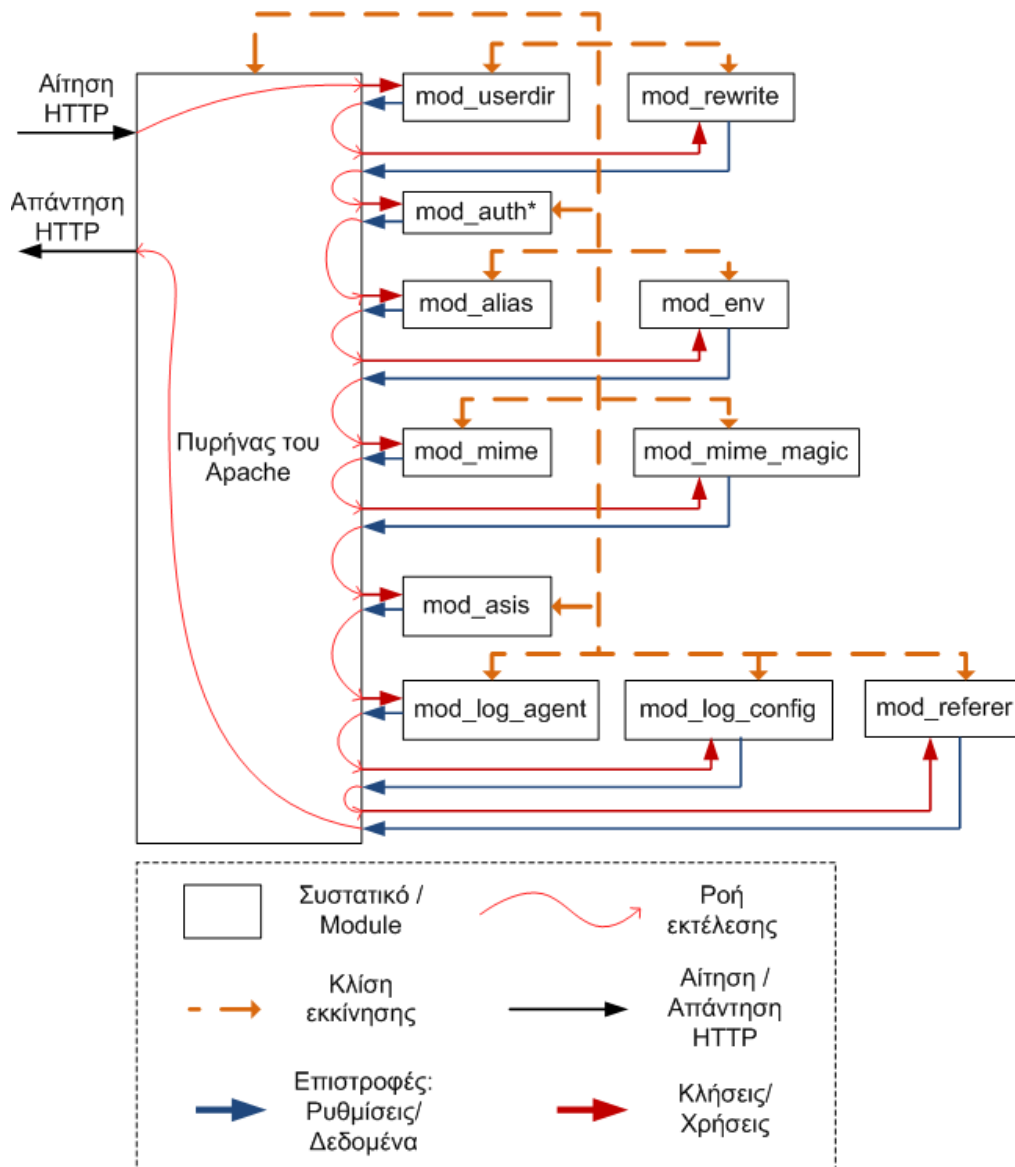 Αίτηση
HTTP
Απάντηση
HTTP
Πυρήνας του
Apache
mod_userdir
mod_rewrite
mod_auth*
mod_alias
mod_env
mod_mime
mod_mime_magic
mod_asis
mod_log_agent
mod_log_config
mod_referer
Συστατικό /
Module
Ροή
εκτέλεσης
Κλίση
εκκίνησης
Αίτηση /
Απάντηση
HTTP
Επιστροφές:
Ρυθμίσεις/
Δεδομένα
Κλήσεις/
Χρήσεις